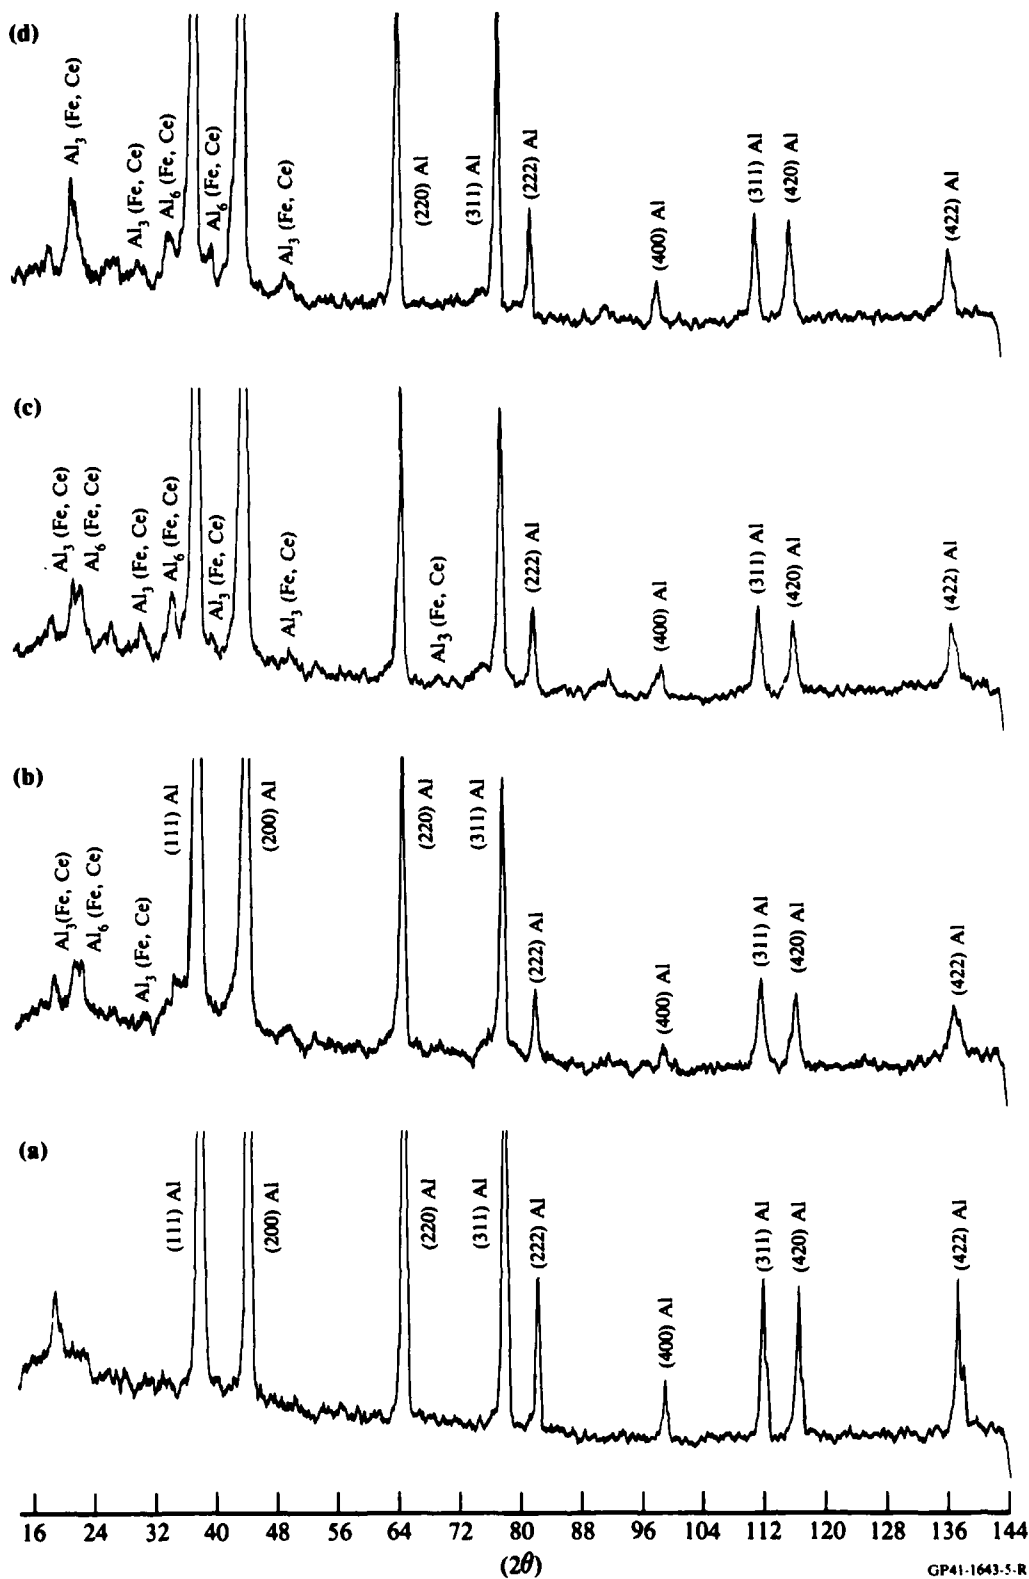 (d)
Al₃ (Fe, Ce)
Al₃ (Fe, Ce)
Al₆ (Fe, Ce)
Al₆ (Fe, Ce)
Al₃ (Fe, Ce)
(220) Al
(311) Al
(222) Al
(400) Al
(311) Al
(420) Al
(422) Al
(c)
Al₃ (Fe, Ce)
Al₆ (Fe, Ce)
Al₃ (Fe, Ce)
Al₆ (Fe, Ce)
Al₃ (Fe, Ce)
Al₃ (Fe, Ce)
Al₃ (Fe, Ce)
(222) Al
(400) Al
(311) Al
(420) Al
(422) Al
(b)
Al₃(Fe, Ce)
Al₆ (Fe, Ce)
Al₃ (Fe, Ce)
(111) Al
(200) Al
(220) Al
(311) Al
(222) Al
(400) Al
(311) Al
(420) Al
(422) Al
(a)
(111) Al
(200) Al
(220) Al
(311) Al
(222) Al
(400) Al
(311) Al
(420) Al
(422) Al
16 24 32 40 48 56 64 72 80 88 96 104 112 120 128 136 144
(2θ)
GP41-1643-5-R